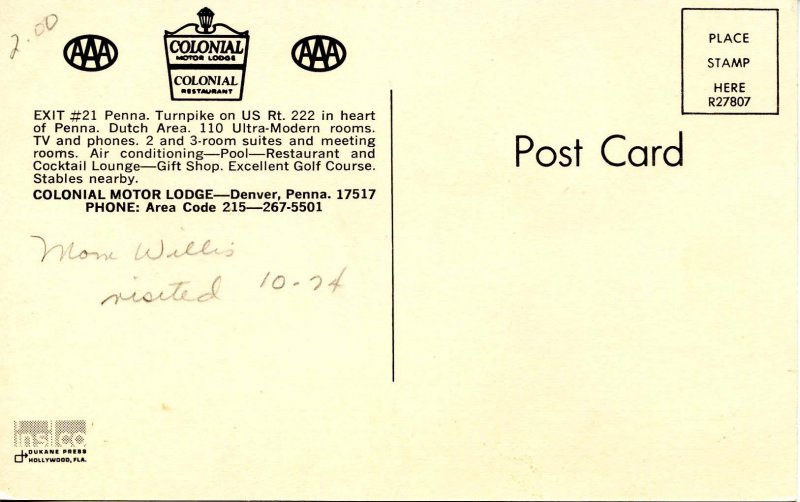 2.00
AAA
COLONIAL
MOTOR LODGE
COLONIAL
RESTAURANT
AAA
PLACE
STAMP
HERE
R27807
EXIT #21 Penna. Turnpike on US Rt. 222 in heart
of Penna. Dutch Area. 110 Ultra-Modern rooms.
TV and phones. 2 and 3-room suites and meeting
rooms. Air conditioning—Pool—Restaurant and
Cocktail Lounge—Gift Shop. Excellent Golf Course.
Stables nearby.
COLONIAL MOTOR LODGE—Denver, Penna. 17517
PHONE: Area Code 215—267-5501
Post Card
Mom Willis
visited 10-74
insico
DUKANE PRESS
HOLLYWOOD, FLA.